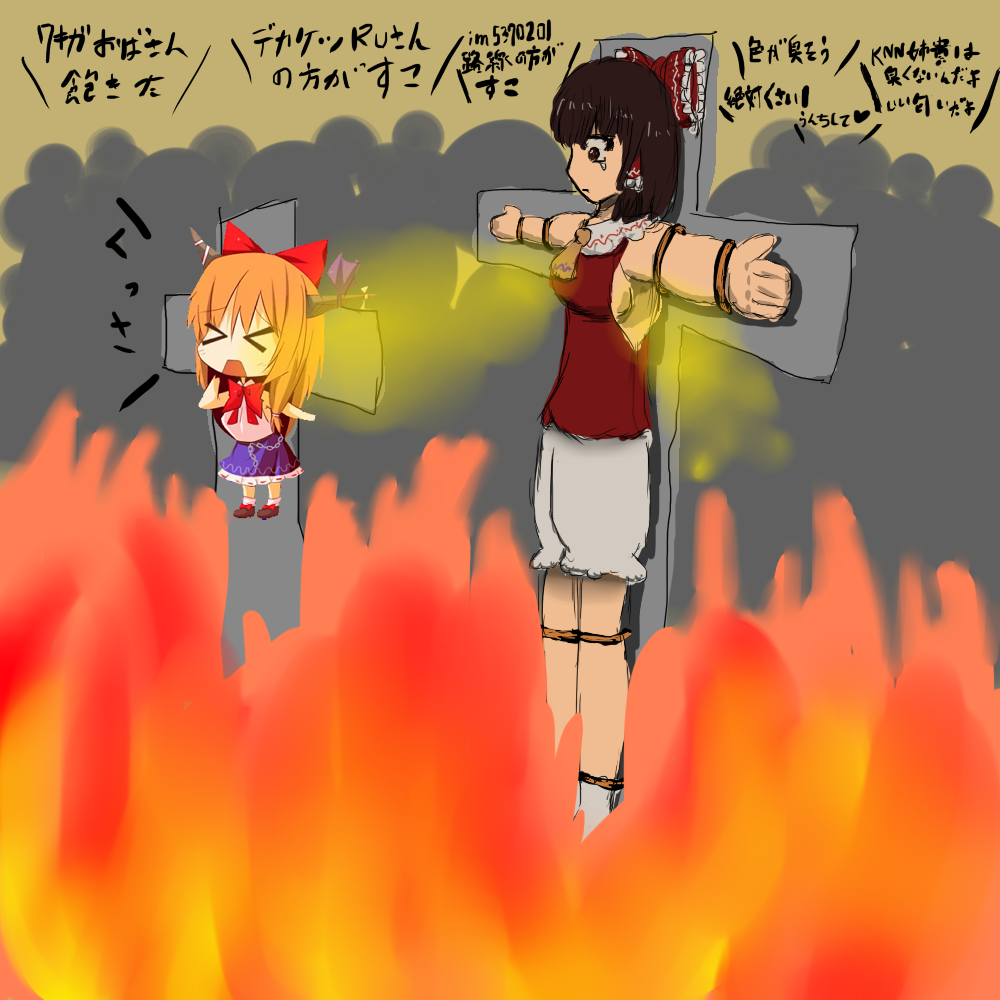 ワキガおばさん
飽きた
デカケツRUさん
の方がすこ
im5370201
路線の方が
すこ
色が臭そう
絶対くさい！
うんちして♥
KNN姉貴は
臭くないんだよ
いい匂いだよ
くっさ